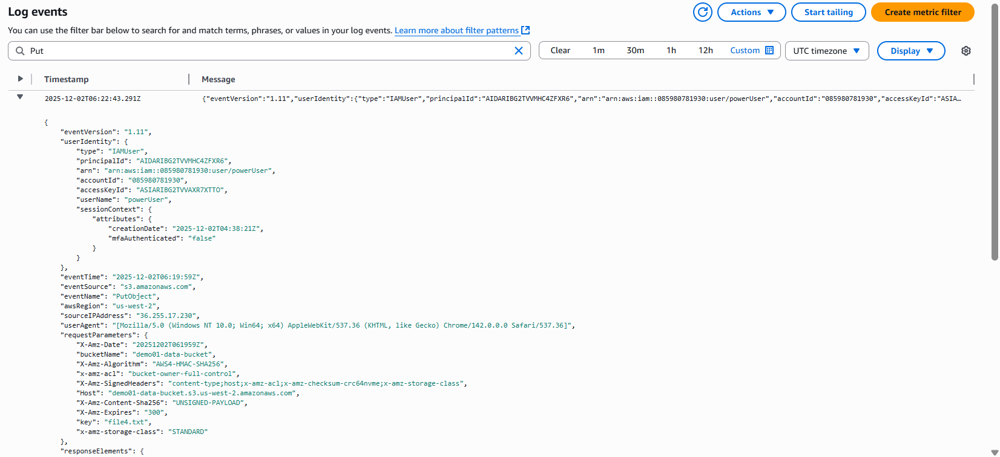 Log events
Actions
Start tailing
Create metric filter
You can use the filter bar below to search for and match terms, phrases, or values in your log events. Learn more about filter patterns
Put
Clear 1m 30m 1h 12h Custom
UTC timezone
Display
Timestamp Message
2025-12-02T06:22:43.291Z {"eventVersion":"1.11","userIdentity":{"type":"IAMUser","principalId":"AIDARIBG2TVVMHC4ZFXR6","arn":"arn:aws:iam::085980781930:user/powerUser","accountId":"085980781930","accessKeyId":"ASIA…
{
"eventVersion": "1.11",
"userIdentity": {
"type": "IAMUser",
"principalId": "AIDARIBG2TVVMHC4ZFXR6",
"arn": "arn:aws:iam::085980781930:user/powerUser",
"accountId": "085980781930",
"accessKeyId": "ASIARIBG2TVVAXR7XTTO",
"userName": "powerUser",
"sessionContext": {
"attributes": {
"creationDate": "2025-12-02T04:38:21Z",
"mfaAuthenticated": "false"
}
}
},
"eventTime": "2025-12-02T06:19:59Z",
"eventSource": "s3.amazonaws.com",
"eventName": "PutObject",
"awsRegion": "us-west-2",
"sourceIPAddress": "36.255.17.230",
"userAgent": "[Mozilla/5.0 (Windows NT 10.0; Win64; x64) AppleWebKit/537.36 (KHTML, like Gecko) Chrome/142.0.0.0 Safari/537.36]",
"requestParameters": {
"X-Amz-Date": "20251202T061959Z",
"bucketName": "demo01-data-bucket",
"X-Amz-Algorithm": "AWS4-HMAC-SHA256",
"x-amz-acl": "bucket-owner-full-control",
"X-Amz-SignedHeaders": "content-type;host;x-amz-acl;x-amz-checksum-crc64nvme;x-amz-storage-class",
"Host": "demo01-data-bucket.s3.us-west-2.amazonaws.com",
"X-Amz-Content-Sha256": "UNSIGNED-PAYLOAD",
"X-Amz-Expires": "300",
"key": "file4.txt",
"x-amz-storage-class": "STANDARD"
},
"responseElements": {